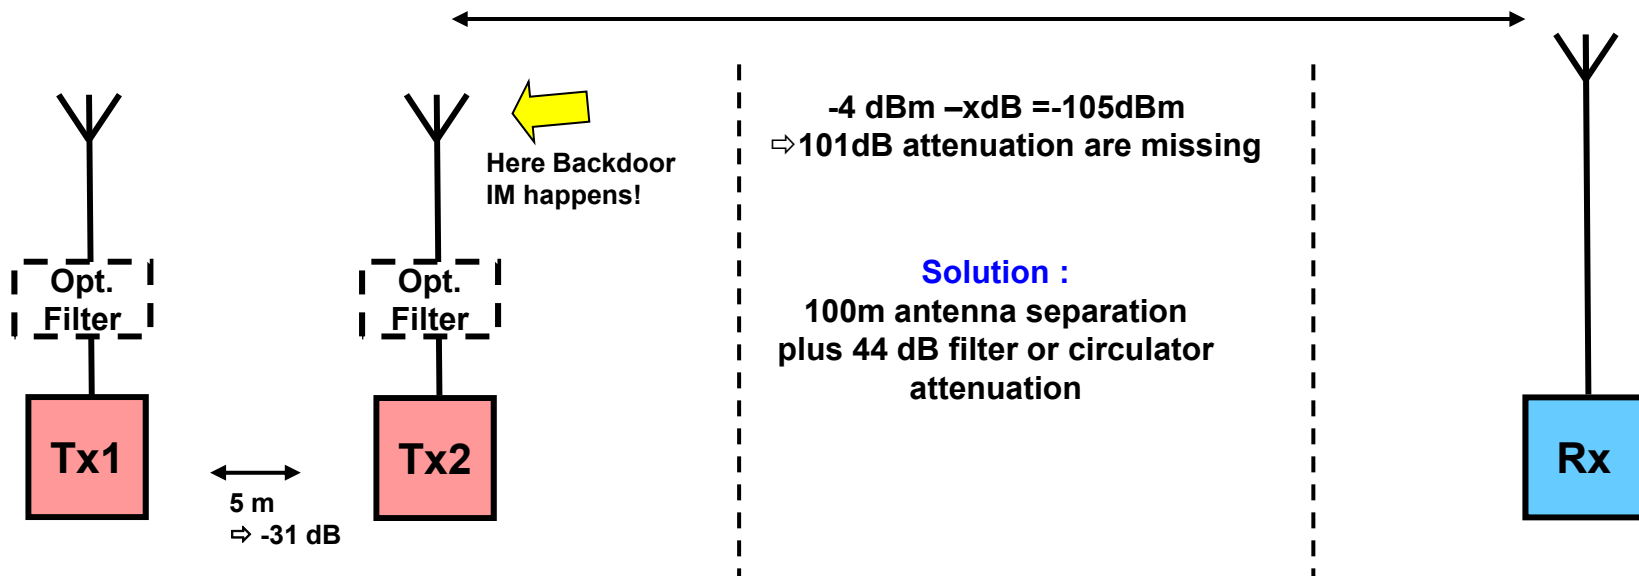 -4 dBm –xdB =-105dBm
⇨101dB attenuation are missing
Here Backdoor
IM happens!
Opt.
Filter
Opt.
Filter
Solution :
100m antenna separation
plus 44 dB filter or circulator
attenuation
Tx1
Tx2
Rx
5 m
⇨ -31 dB